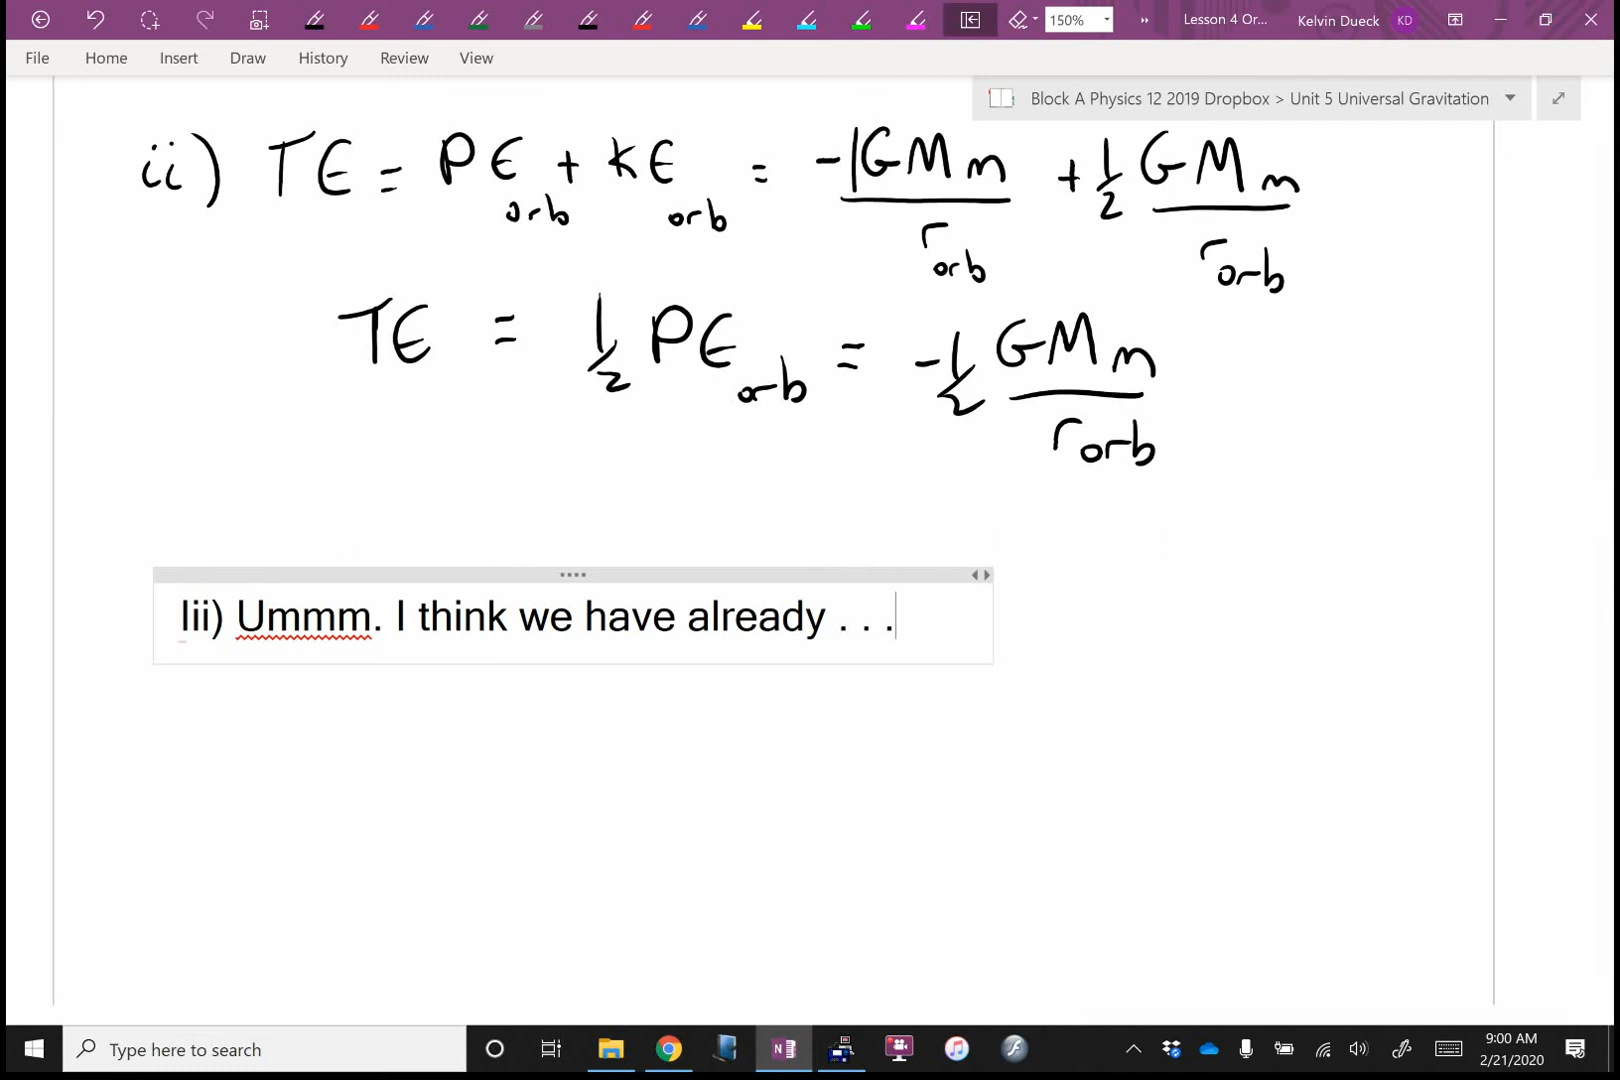 150%
Lesson 4 Or...
Kelvin Dueck KD
File Home Insert Draw History Review View
Block A Physics 12 2019 Dropbox > Unit 5 Universal Gravitation
ii) TE = PE orb + KE orb = -1GMm / r orb + 1/2 GMm / r orb
TE = 1/2 PE orb = -1/2 GMm / r orb
Iii) Ummm. I think we have already . . .
Type here to search
N
9:00 AM
2/21/2020